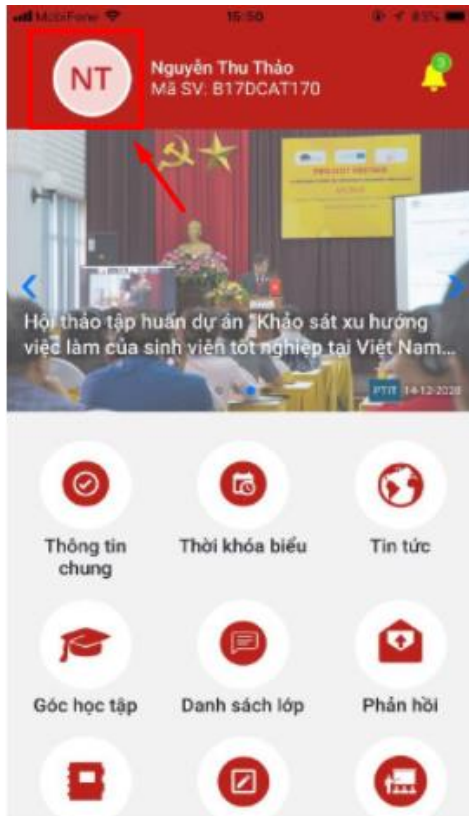 MobiFone
15:50
83%
NT
Nguyễn Thu Thảo
Mã SV: B17DCAT170
3
Hội thảo tập huấn dự án "Khảo sát xu hướng
việc làm của sinh viên tốt nghiệp tại Việt Nam...
PTIT 14-12-2020
Thông tin
chung
Thời khóa biểu
Tin tức
Góc học tập
Danh sách lớp
Phản hồi